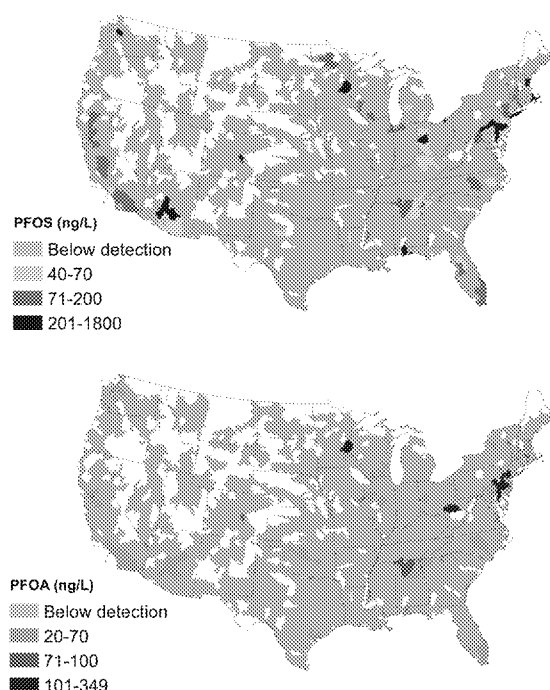 PFOS (ng/L)
Below detection
40-70
71-200
201-1800
PFOA (ng/L)
Below detection
20-70
71-100
101-349